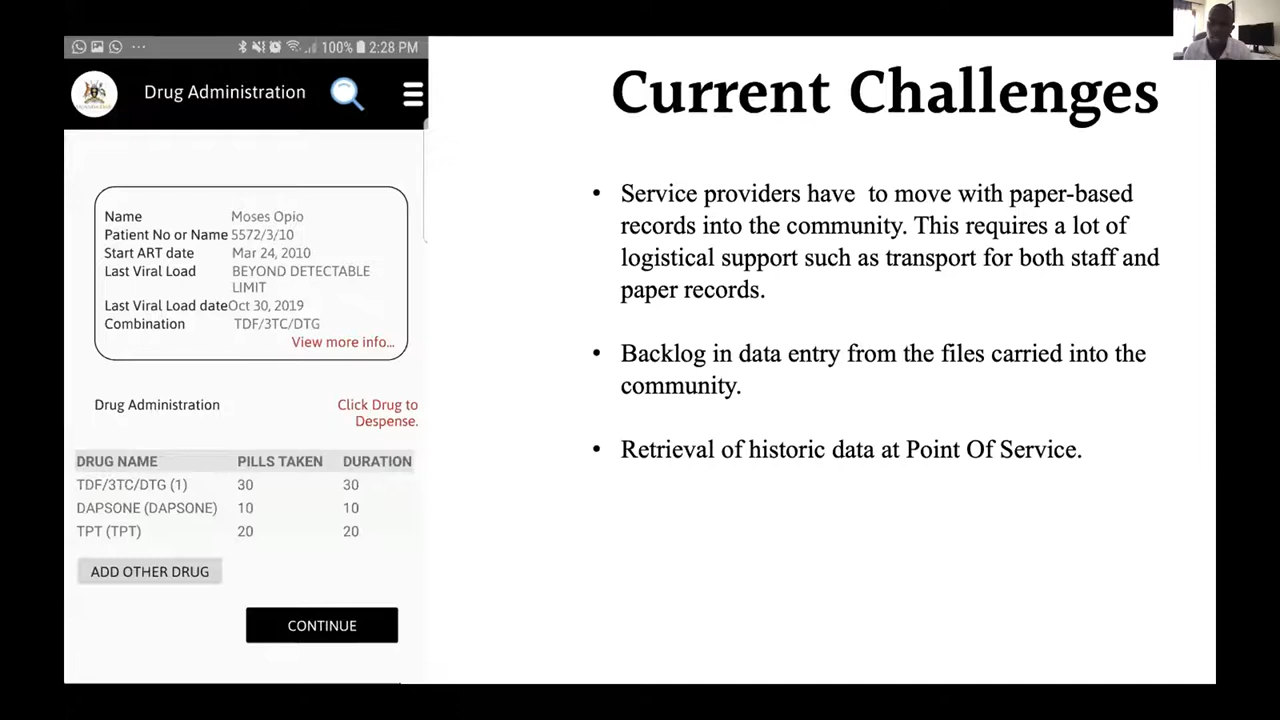 100% 2:28 PM
Drug Administration
Name Moses Opio
Patient No or Name 5572/3/10
Start ART date Mar 24, 2010
Last Viral Load BEYOND DETECTABLE
LIMIT
Last Viral Load date Oct 30, 2019
Combination TDF/3TC/DTG
View more info...
Drug Administration Click Drug to
Despense.
DRUG NAME PILLS TAKEN DURATION
TDF/3TC/DTG (1) 30 30
DAPSONE (DAPSONE) 10 10
TPT (TPT) 20 20
ADD OTHER DRUG
CONTINUE
Current Challenges
• Service providers have to move with paper-based
records into the community. This requires a lot of
logistical support such as transport for both staff and
paper records.
• Backlog in data entry from the files carried into the
community.
• Retrieval of historic data at Point Of Service.